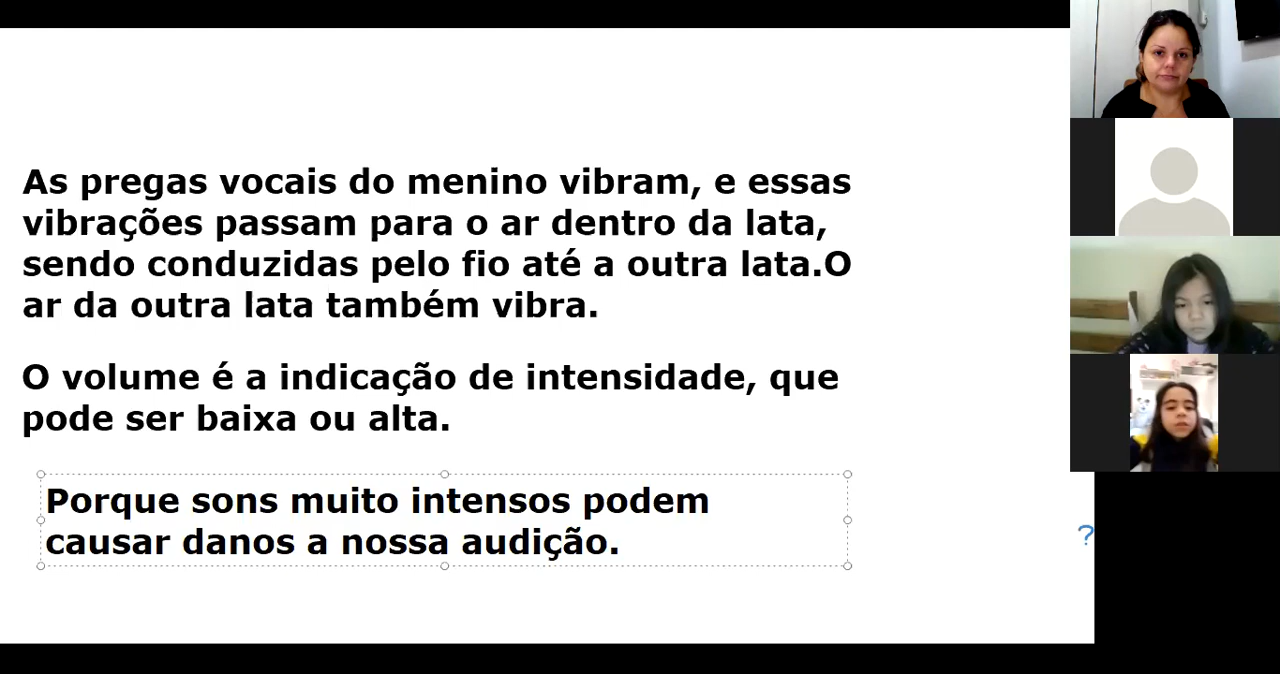 As pregas vocais do menino vibram, e essas
vibrações passam para o ar dentro da lata,
sendo conduzidas pelo fio até a outra lata.O
ar da outra lata também vibra.
O volume é a indicação de intensidade, que
pode ser baixa ou alta.
Porque sons muito intensos podem
causar danos a nossa audição.
?